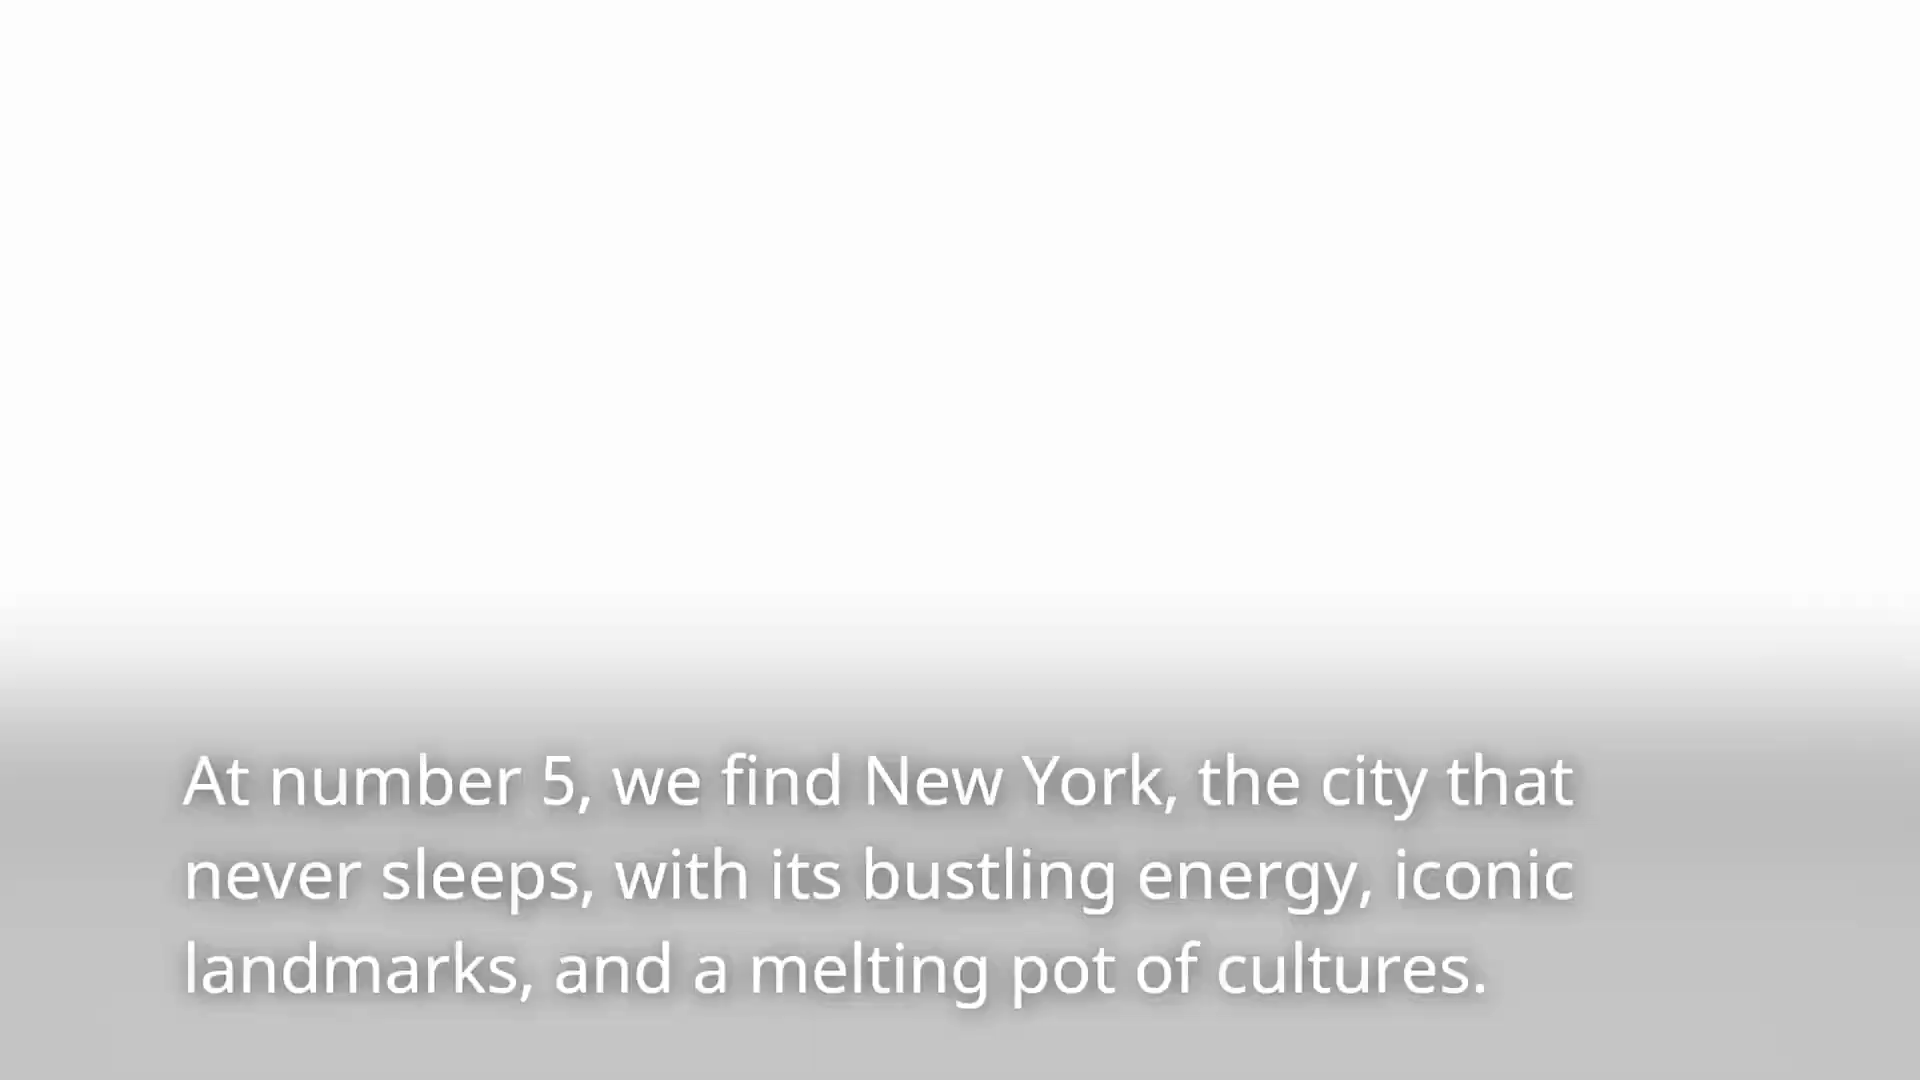 At number 5, we find New York, the city that
never sleeps, with its bustling energy, iconic
landmarks, and a melting pot of cultures.